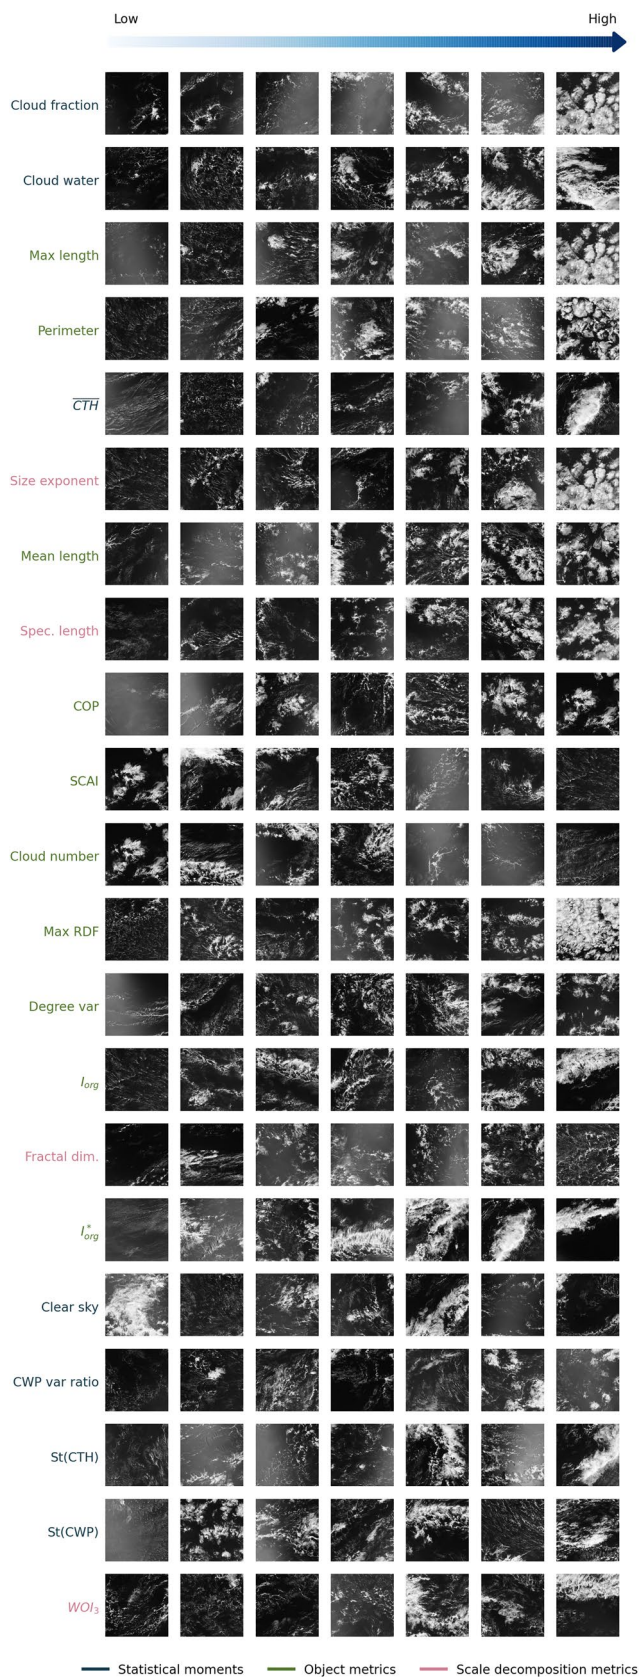 Low High
Cloud fraction
Cloud water
Max length
Perimeter
CTH
Size exponent
Mean length
Spec. length
COP
SCAI
Cloud number
Max RDF
Degree var
I_org
Fractal dim.
I*_org
Clear sky
CWP var ratio
St(CTH)
St(CWP)
WOI₃
Statistical moments Object metrics Scale decomposition metrics